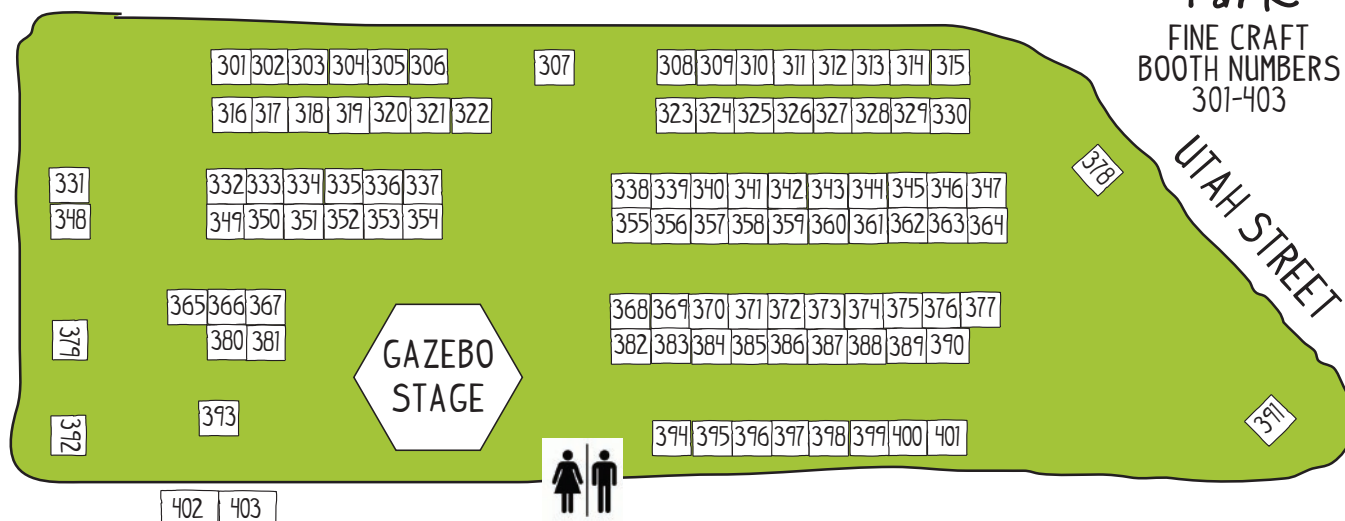 FINE CRAFT
BOOTH NUMBERS
301-403
301 302 303 304 305 306 307 308 309 310 311 312 313 314 315
316 317 318 319 320 321 322 323 324 325 326 327 328 329 330
378
UTAH STREET
331 332 333 334 335 336 337 338 339 340 341 342 343 344 345 346 347
348 349 350 351 352 353 354 355 356 357 358 359 360 361 362 363 364
365 366 367 368 369 370 371 372 373 374 375 376 377
379 380 381 382 383 384 385 386 387 388 389 390
GAZEBO
STAGE
391
392 393 394 395 396 397 398 399 400 401
402 403